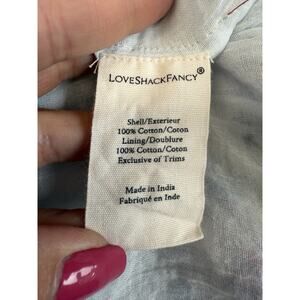 LOVESHACKFANCY®
Shell/Exterieur
100% Cotton/Coton
Lining/Doublure
100% Cotton/Coton
Exclusive of Trims
Made in India
Fabriqué en Inde